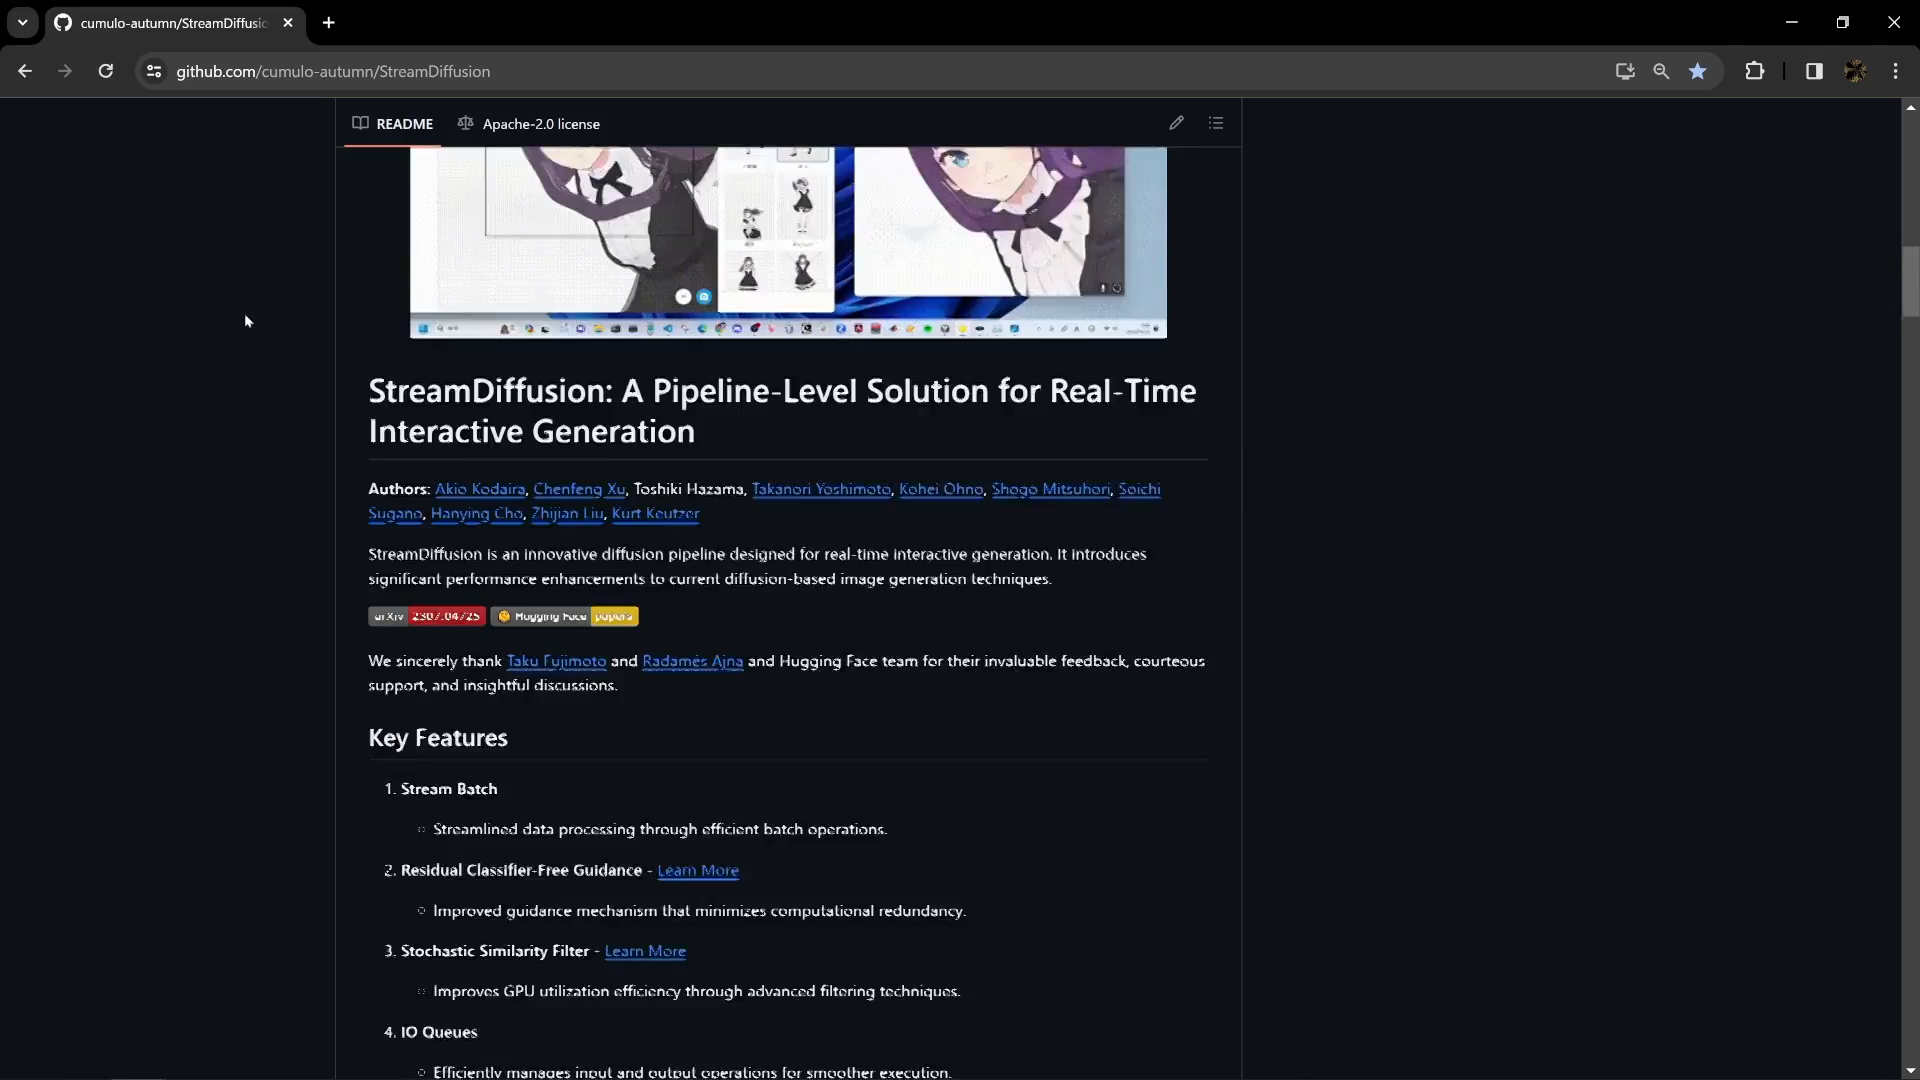 cumulo-autumn/StreamDiffusio
github.com/cumulo-autumn/StreamDiffusion
README
Apache-2.0 license
StreamDiffusion: A Pipeline-Level Solution for Real-Time
Interactive Generation
Authors: Akio Kodaira, Chenfeng Xu, Toshiki Hazama, Takanori Yoshimoto, Kohei Ohno, Shogo Mitsuhori, Soichi
Sugano, Hanying Cho, Zhijian Liu, Kurt Keutzer
StreamDiffusion is an innovative diffusion pipeline designed for real-time interactive generation. It introduces
significant performance enhancements to current diffusion-based image generation techniques.
arXiv 2307.04725 Hugging Face papers
We sincerely thank Taku Fujimoto and Radamés Ajna and Hugging Face team for their invaluable feedback, courteous
support, and insightful discussions.
Key Features
1. Stream Batch
Streamlined data processing through efficient batch operations.
2. Residual Classifier-Free Guidance - Learn More
Improved guidance mechanism that minimizes computational redundancy.
3. Stochastic Similarity Filter - Learn More
Improves GPU utilization efficiency through advanced filtering techniques.
4. IO Queues
Efficiently manages input and output operations for smoother execution.